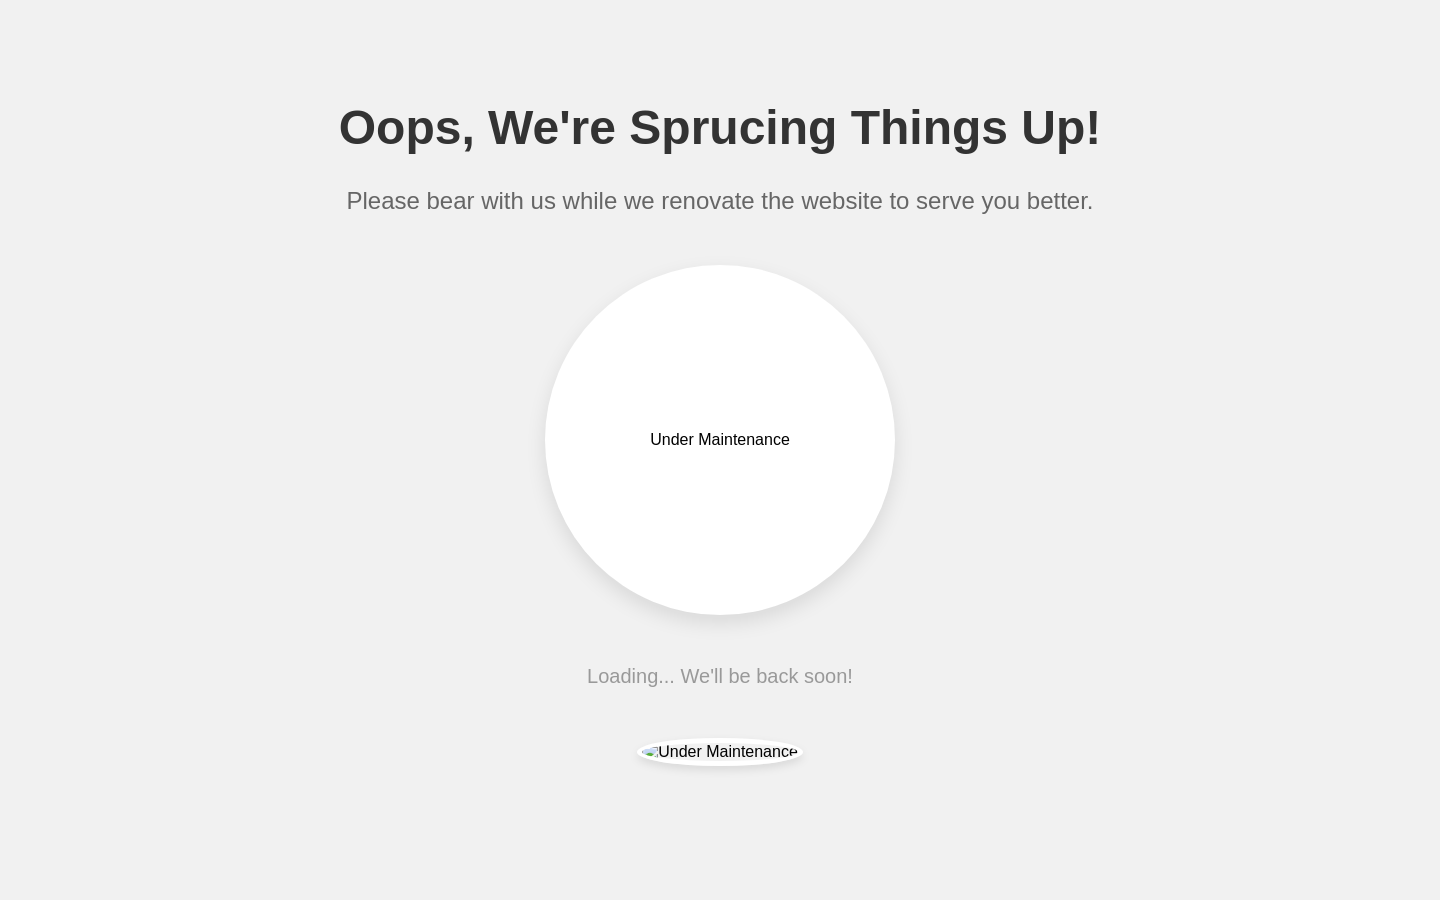 Oops, We're Sprucing Things Up!
Please bear with us while we renovate the website to serve you better.
Under Maintenance
Loading... We'll be back soon!
Under Maintenance